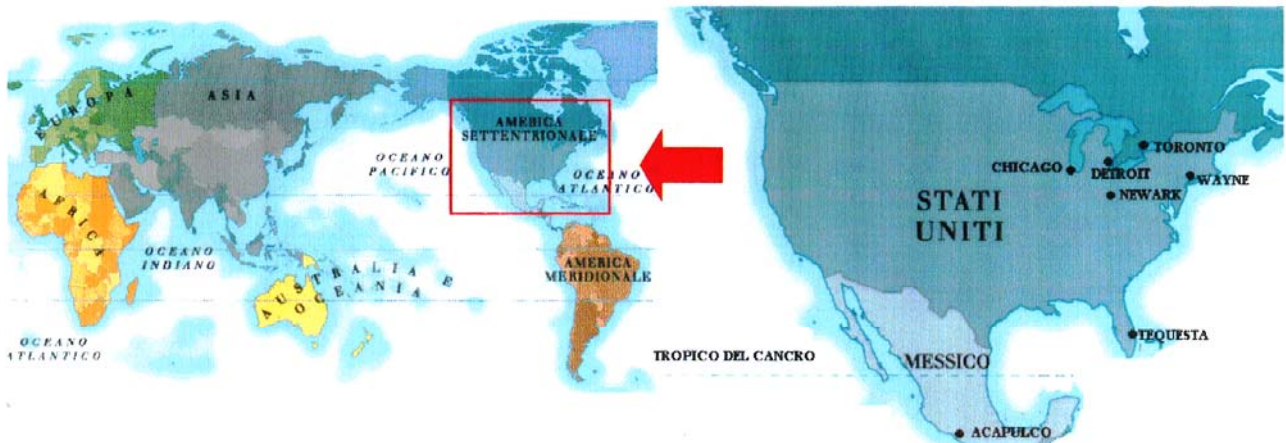 EUROPA
ASIA
AMERICA
SETTENTRIONALE
OCEANO
PACIFICO
OCEANO
ATLANTICO
AFRICA
OCEANO
INDIANO
AUSTRALIA E
OCEANIA
AMERICA
MERIDIONALE
OCEANO
ATLANTICO
TORONTO
CHICAGO
DETROIT
WAYNE
NEWARK
STATI
UNITI
TEQUESTA
TROPICO DEL CANCRO
MESSICO
ACAPULCO